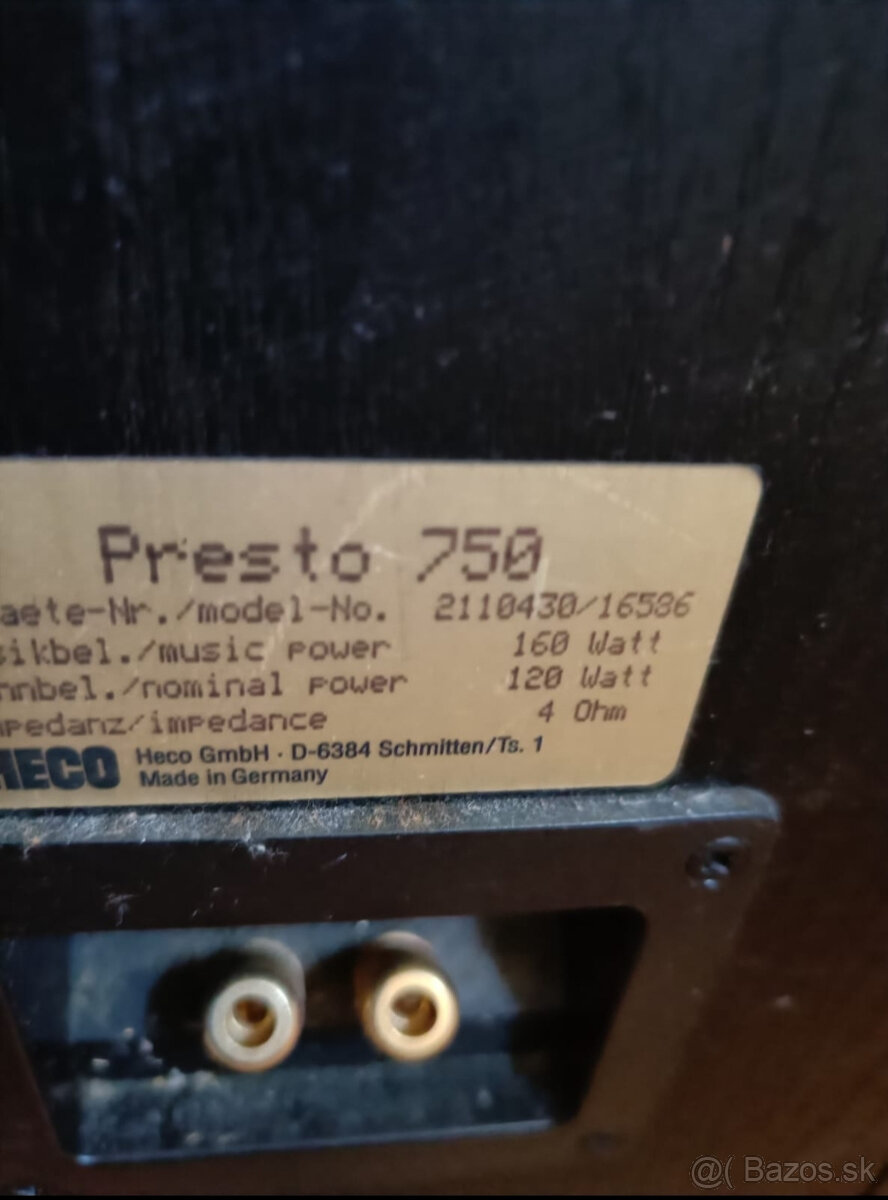 Presto 750
aete-Nr./model-No. 2110430/16586
sikbel./music power 160 Watt
nnbel./nominal power 120 Watt
mpedanz/impedance 4 Ohm
HECO Heco GmbH · D-6384 Schmitten/Ts. 1
Made in Germany
@( Bazos.sk